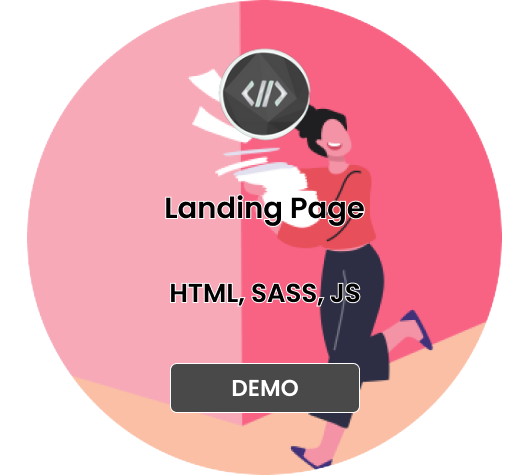 <//>
Landing Page
HTML, SASS, JS
DEMO